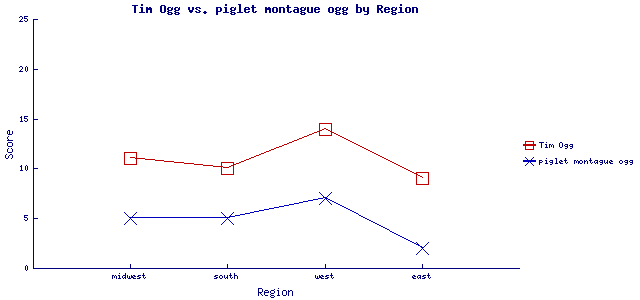 Tim Ogg vs. piglet montague ogg by Region
25
20
15
10
5
0
Score
midwest south west east
Region
Tim Ogg
piglet montague ogg